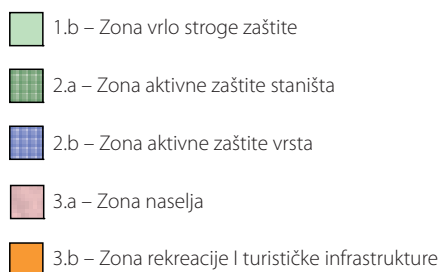 1.b – Zona vrlo stroge zaštite
2.a – Zona aktivne zaštite staništa
2.b – Zona aktivne zaštite vrsta
3.a – Zona naselja
3.b – Zona rekreacije I turističke infrastrukture